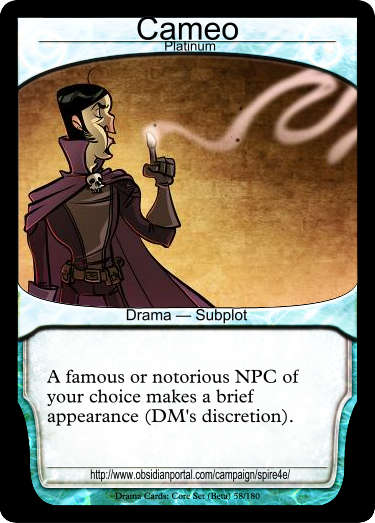 Cameo
Platinum
Drama — Subplot
A famous or notorious NPC of
your choice makes a brief
appearance (DM's discretion).
http://www.obsidianportal.com/campaign/spire4e/
Drama Cards: Core Set (Beta) 58/180